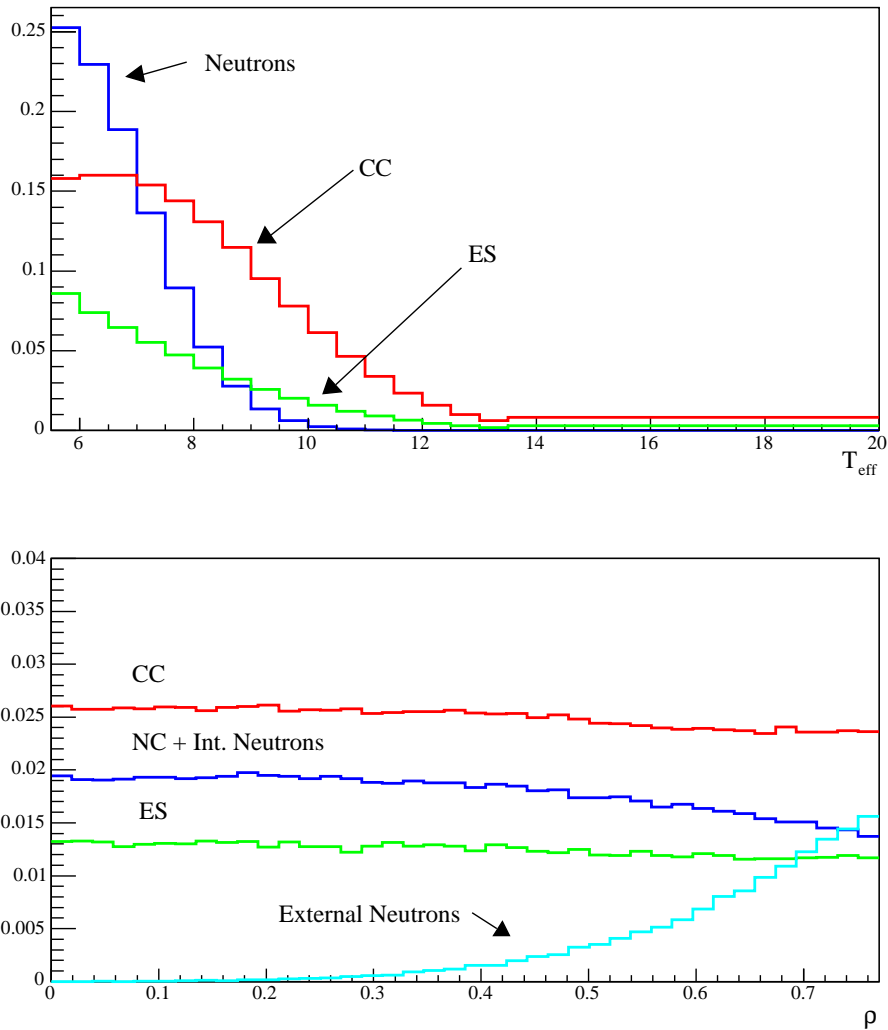 0.25
Neutrons
0.2
CC
0.15
ES
0.1
0.05
0
6 8 10 12 14 16 18 20
T_eff
0.04
0.035
0.03
CC
0.025
NC + Int. Neutrons
0.02
ES
0.015
0.01
External Neutrons
0.005
0
0 0.1 0.2 0.3 0.4 0.5 0.6 0.7
ρ